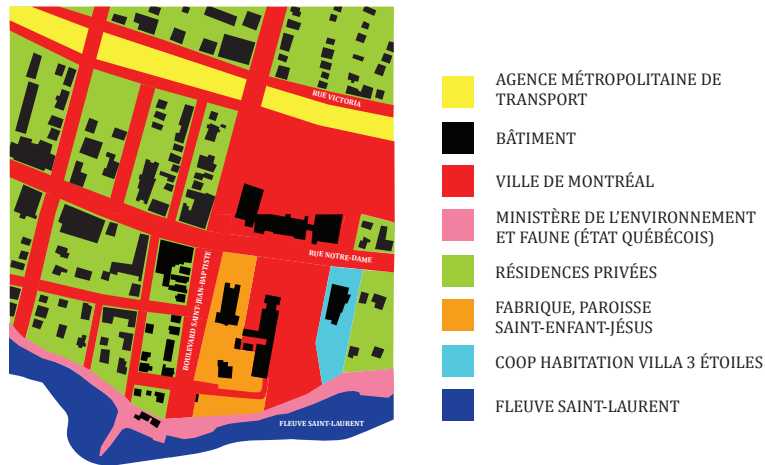 RUE VICTORIA
RUE NOTRE-DAME
BOULEVARD SAINT-JEAN-BAPTISTE
FLEUVE SAINT-LAURENT
AGENCE MÉTROPOLITAINE DE
TRANSPORT
BÂTIMENT
VILLE DE MONTRÉAL
MINISTÈRE DE L'ENVIRONNEMENT
ET FAUNE (ÉTAT QUÉBÉCOIS)
RÉSIDENCES PRIVÉES
FABRIQUE, PAROISSE
SAINT-ENFANT-JÉSUS
COOP HABITATION VILLA 3 ÉTOILES
FLEUVE SAINT-LAURENT